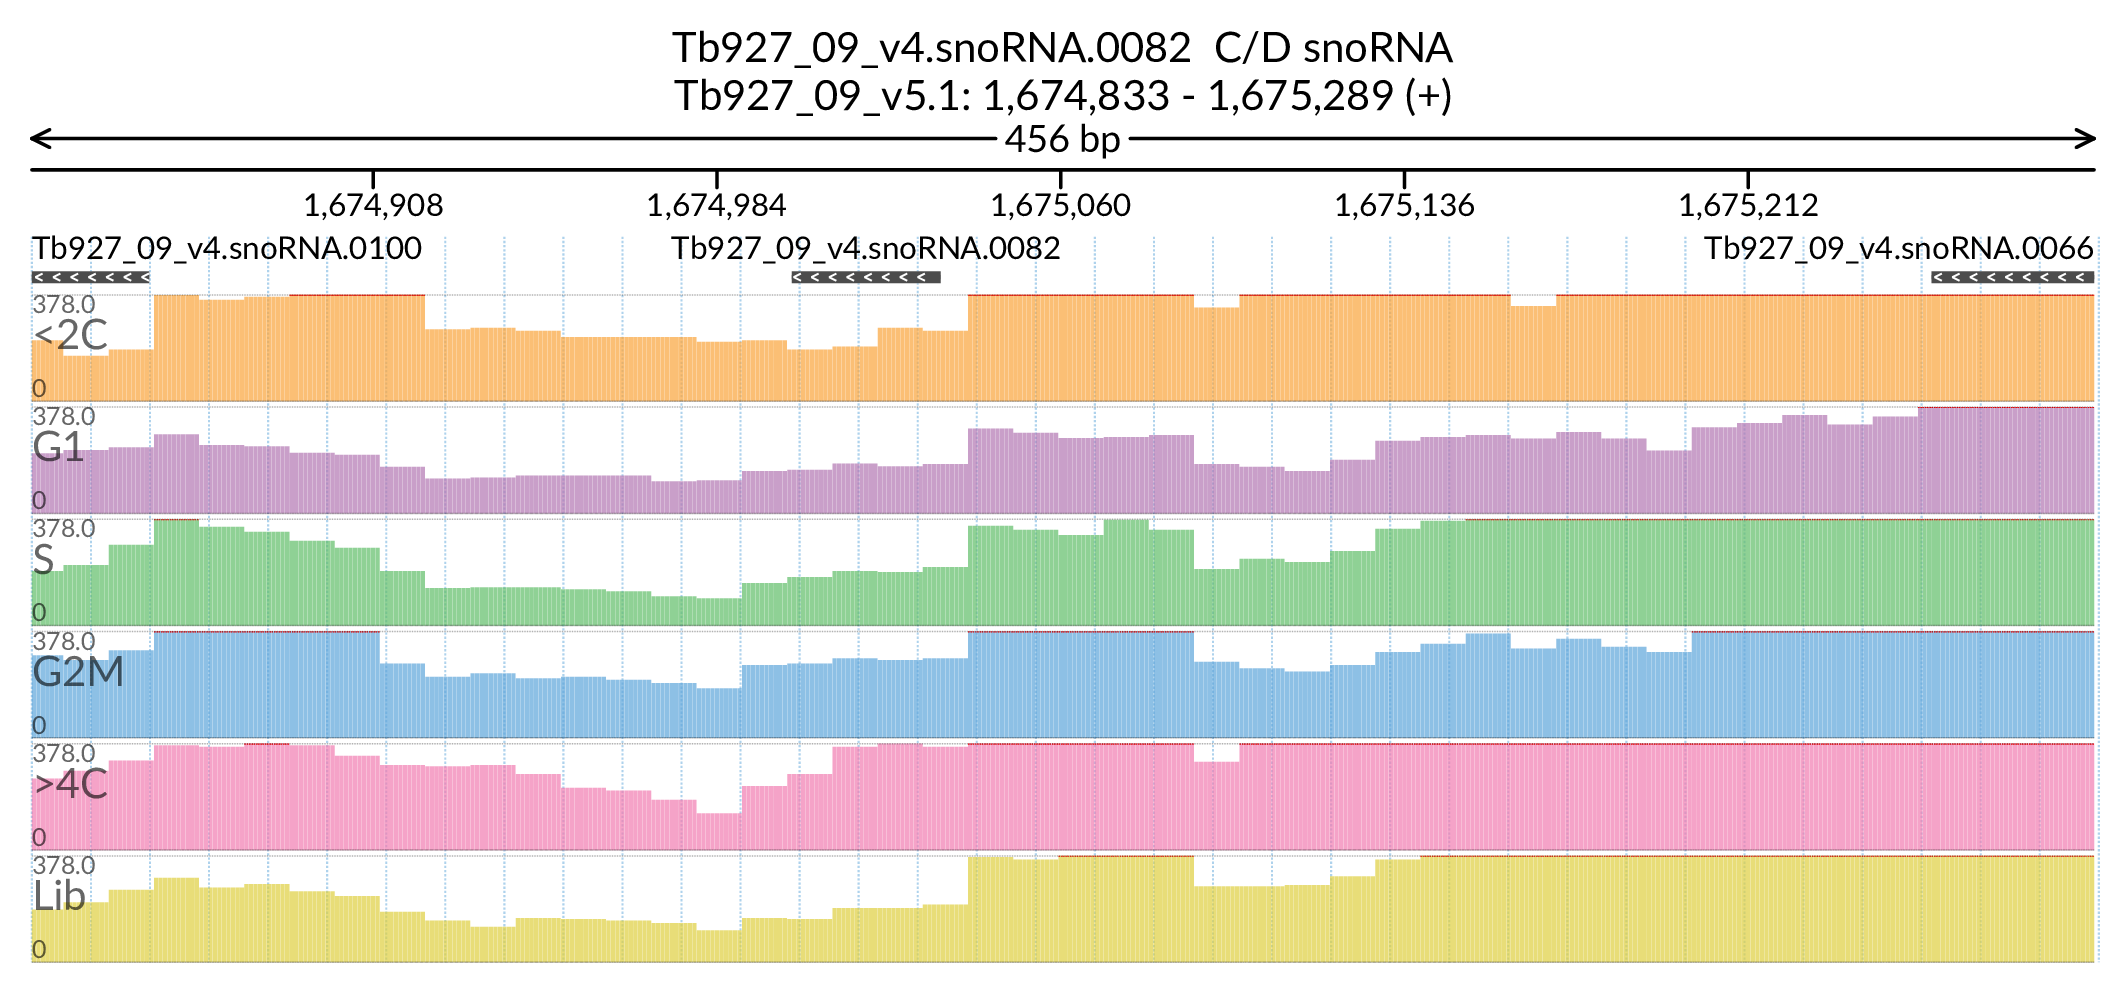 Tb927_09_v4.snoRNA.0082  C/D snoRNA
Tb927_09_v5.1: 1,674,833 - 1,675,289 (+)
456 bp
1,674,908 1,674,984 1,675,060 1,675,136 1,675,212
Tb927_09_v4.snoRNA.0100 Tb927_09_v4.snoRNA.0082 Tb927_09_v4.snoRNA.0066
378.0
<2C
0
378.0
G1
0
378.0
S
0
378.0
G2M
0
378.0
>4C
0
378.0
Lib
0